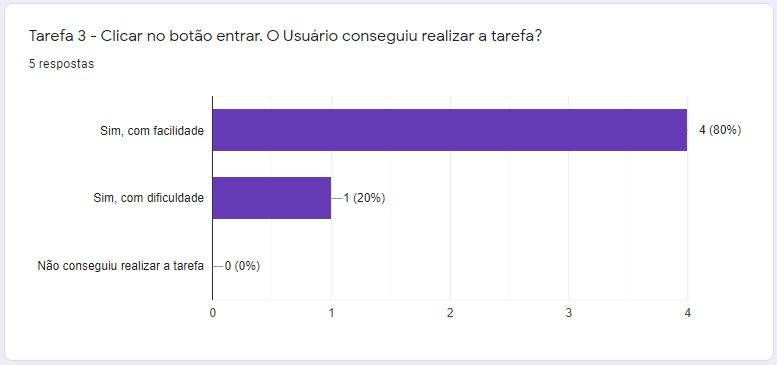 Tarefa 3 - Clicar no botão entrar. O Usuário conseguiu realizar a tarefa?
5 respostas
Sim, com facilidade 4 (80%)
Sim, com dificuldade 1 (20%)
Não conseguiu realizar a tarefa 0 (0%)
0 1 2 3 4